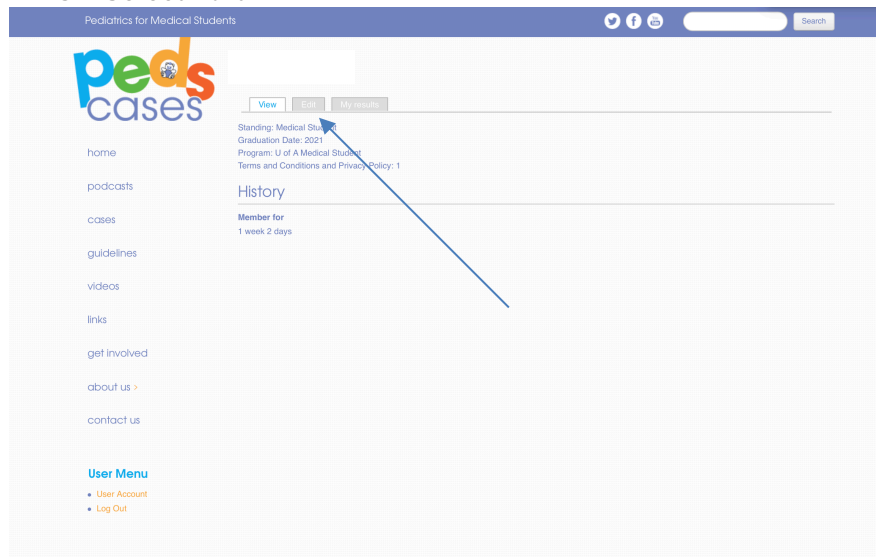 Pediatrics for Medical Students
Search
peds
cases
View
Edit
My results
Standing: Medical Student
Graduation Date: 2021
Program: U of A Medical Student
Terms and Conditions and Privacy Policy: 1
History
Member for
1 week 2 days
home
podcasts
cases
guidelines
videos
links
get involved
about us >
contact us
User Menu
User Account
Log Out